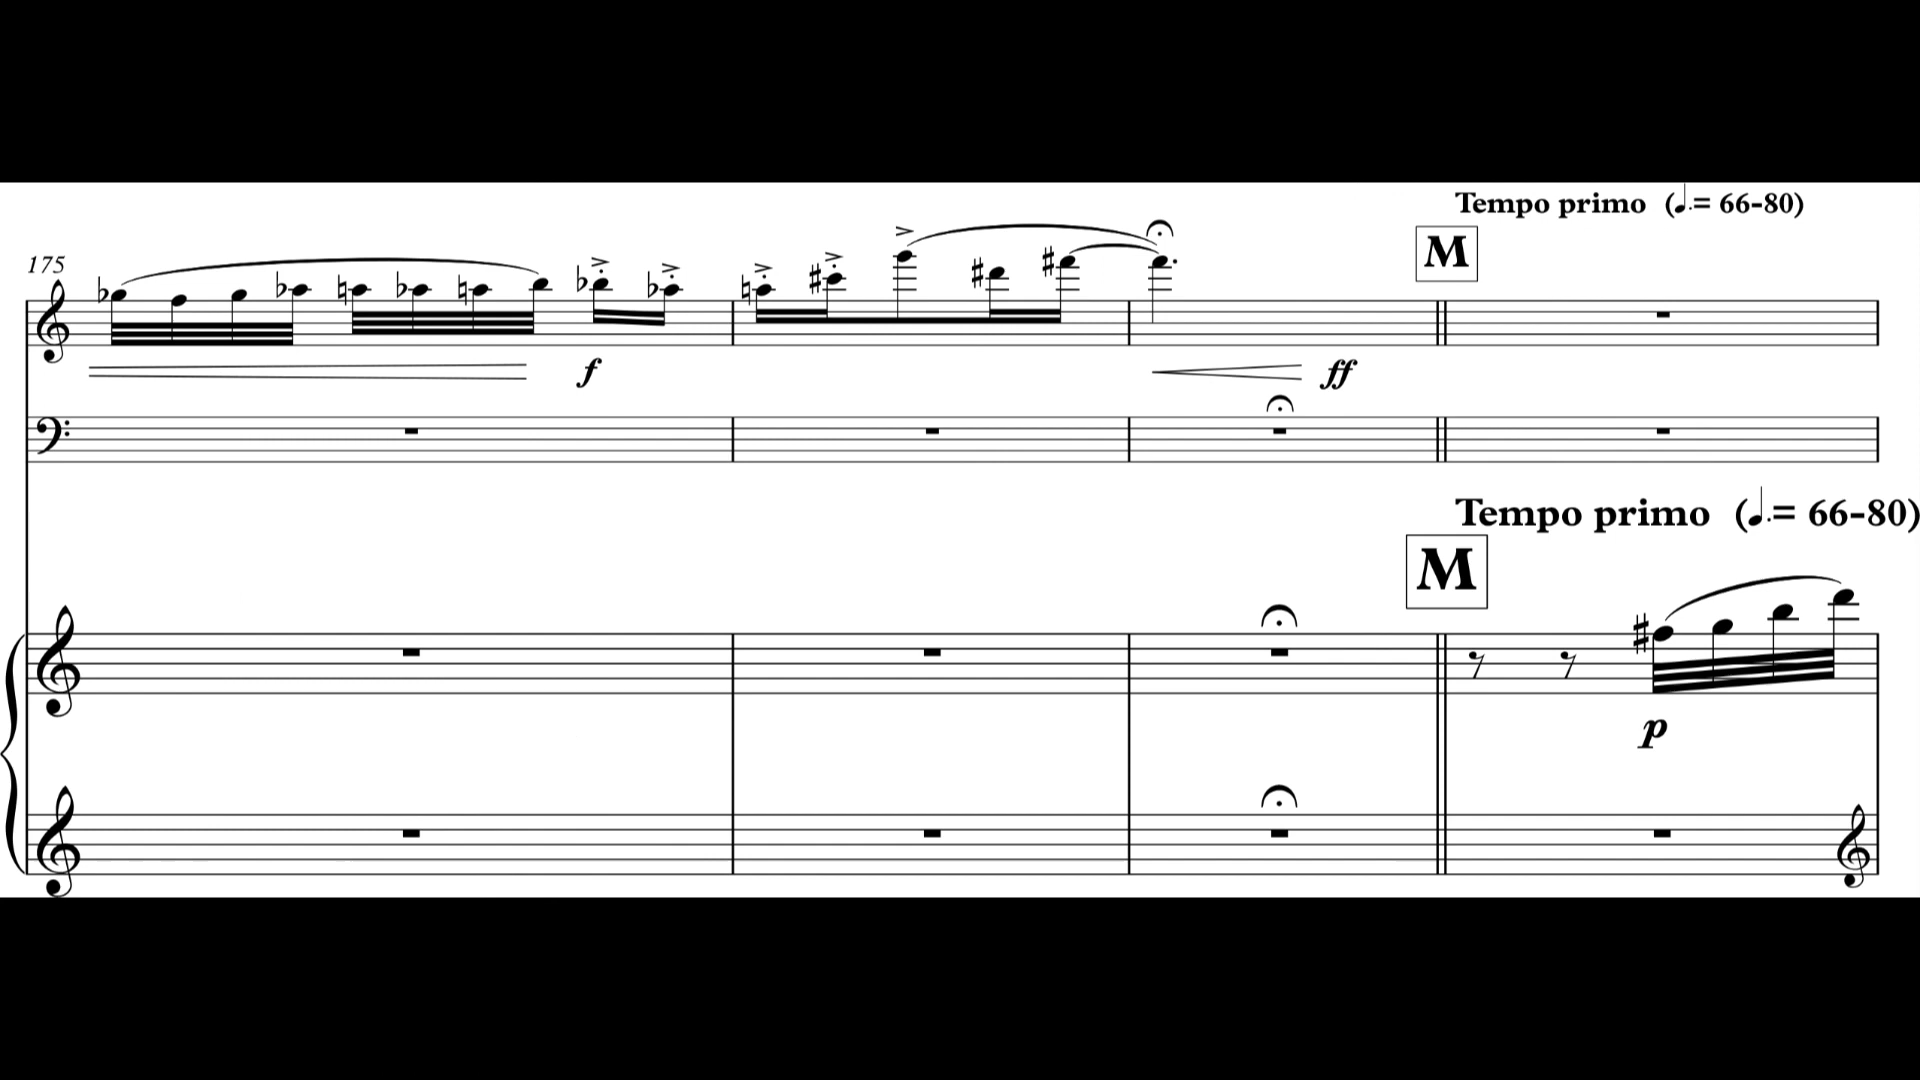 Tempo primo (♩.= 66-80)
M
175
f
ff
Tempo primo (♩.= 66-80)
M
p